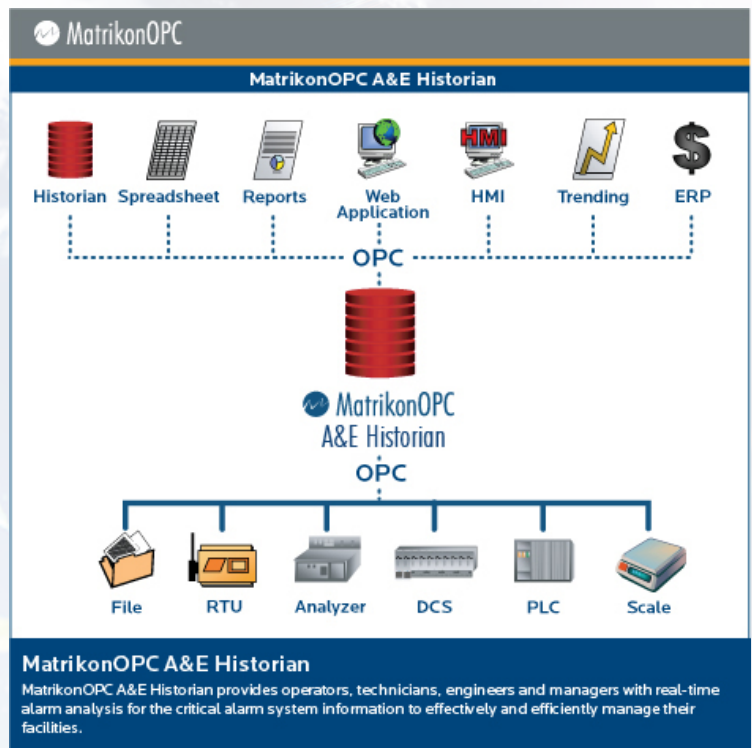 MatrikonOPC
MatrikonOPC A&E Historian
Historian Spreadsheet Reports Web Application HMI Trending ERP
HMI
$
OPC
MatrikonOPC
A&E Historian
OPC
File RTU Analyzer DCS PLC Scale
MatrikonOPC A&E Historian
MatrikonOPC A&E Historian provides operators, technicians, engineers and managers with real-time
alarm analysis for the critical alarm system information to effectively and efficiently manage their
facilities.